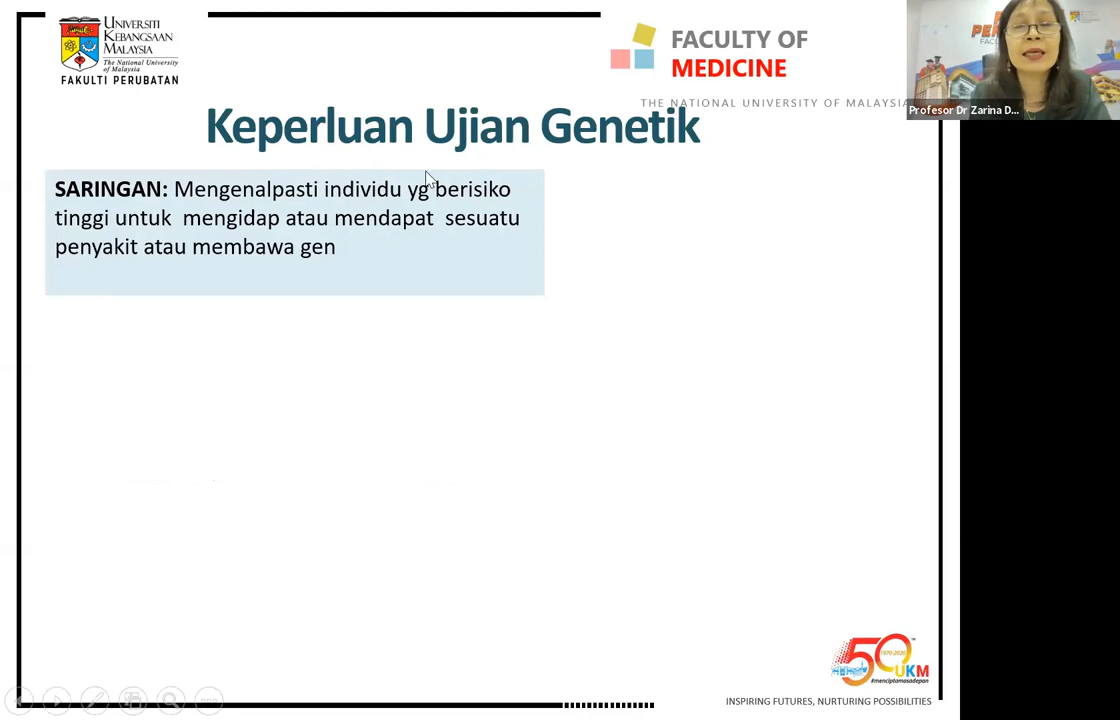 UNIVERSITI
KEBANGSAAN
MALAYSIA
The National University
of Malaysia
FAKULTI PERUBATAN
FACULTY OF
MEDICINE
THE NATIONAL UNIVERSITY OF MALAYSIA
Profesor Dr Zarina D...
Keperluan Ujian Genetik
SARINGAN: Mengenalpasti individu yg berisiko
tinggi untuk mengidap atau mendapat sesuatu
penyakit atau membawa gen
50
1970-2020
UKM
#menciptamasadepan
INSPIRING FUTURES, NURTURING POSSIBILITIES